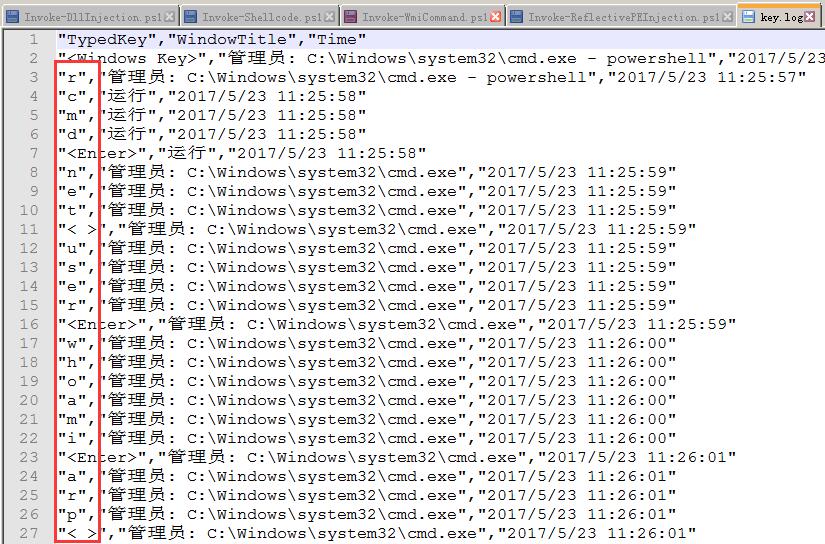 Invoke-DllInjection.ps1 Invoke-Shellcode.ps1 Invoke-WmiCommand.ps1 Invoke-ReflectivePEInjection.ps1 key.log
1 "TypedKey","WindowTitle","Time"
2 "<Windows Key>","管理员: C:\Windows\system32\cmd.exe - powershell","2017/5/23
3 "r","管理员: C:\Windows\system32\cmd.exe - powershell","2017/5/23 11:25:57"
4 "c","运行","2017/5/23 11:25:58"
5 "m","运行","2017/5/23 11:25:58"
6 "d","运行","2017/5/23 11:25:58"
7 "<Enter>","运行","2017/5/23 11:25:58"
8 "n","管理员: C:\Windows\system32\cmd.exe","2017/5/23 11:25:59"
9 "e","管理员: C:\Windows\system32\cmd.exe","2017/5/23 11:25:59"
10 "t","管理员: C:\Windows\system32\cmd.exe","2017/5/23 11:25:59"
11 "< >","管理员: C:\Windows\system32\cmd.exe","2017/5/23 11:25:59"
12 "u","管理员: C:\Windows\system32\cmd.exe","2017/5/23 11:25:59"
13 "s","管理员: C:\Windows\system32\cmd.exe","2017/5/23 11:25:59"
14 "e","管理员: C:\Windows\system32\cmd.exe","2017/5/23 11:25:59"
15 "r","管理员: C:\Windows\system32\cmd.exe","2017/5/23 11:25:59"
16 "<Enter>","管理员: C:\Windows\system32\cmd.exe","2017/5/23 11:25:59"
17 "w","管理员: C:\Windows\system32\cmd.exe","2017/5/23 11:26:00"
18 "h","管理员: C:\Windows\system32\cmd.exe","2017/5/23 11:26:00"
19 "o","管理员: C:\Windows\system32\cmd.exe","2017/5/23 11:26:00"
20 "a","管理员: C:\Windows\system32\cmd.exe","2017/5/23 11:26:00"
21 "m","管理员: C:\Windows\system32\cmd.exe","2017/5/23 11:26:00"
22 "i","管理员: C:\Windows\system32\cmd.exe","2017/5/23 11:26:00"
23 "<Enter>","管理员: C:\Windows\system32\cmd.exe","2017/5/23 11:26:01"
24 "a","管理员: C:\Windows\system32\cmd.exe","2017/5/23 11:26:01"
25 "r","管理员: C:\Windows\system32\cmd.exe","2017/5/23 11:26:01"
26 "p","管理员: C:\Windows\system32\cmd.exe","2017/5/23 11:26:01"
27 "< >","管理员: C:\Windows\system32\cmd.exe","2017/5/23 11:26:01"